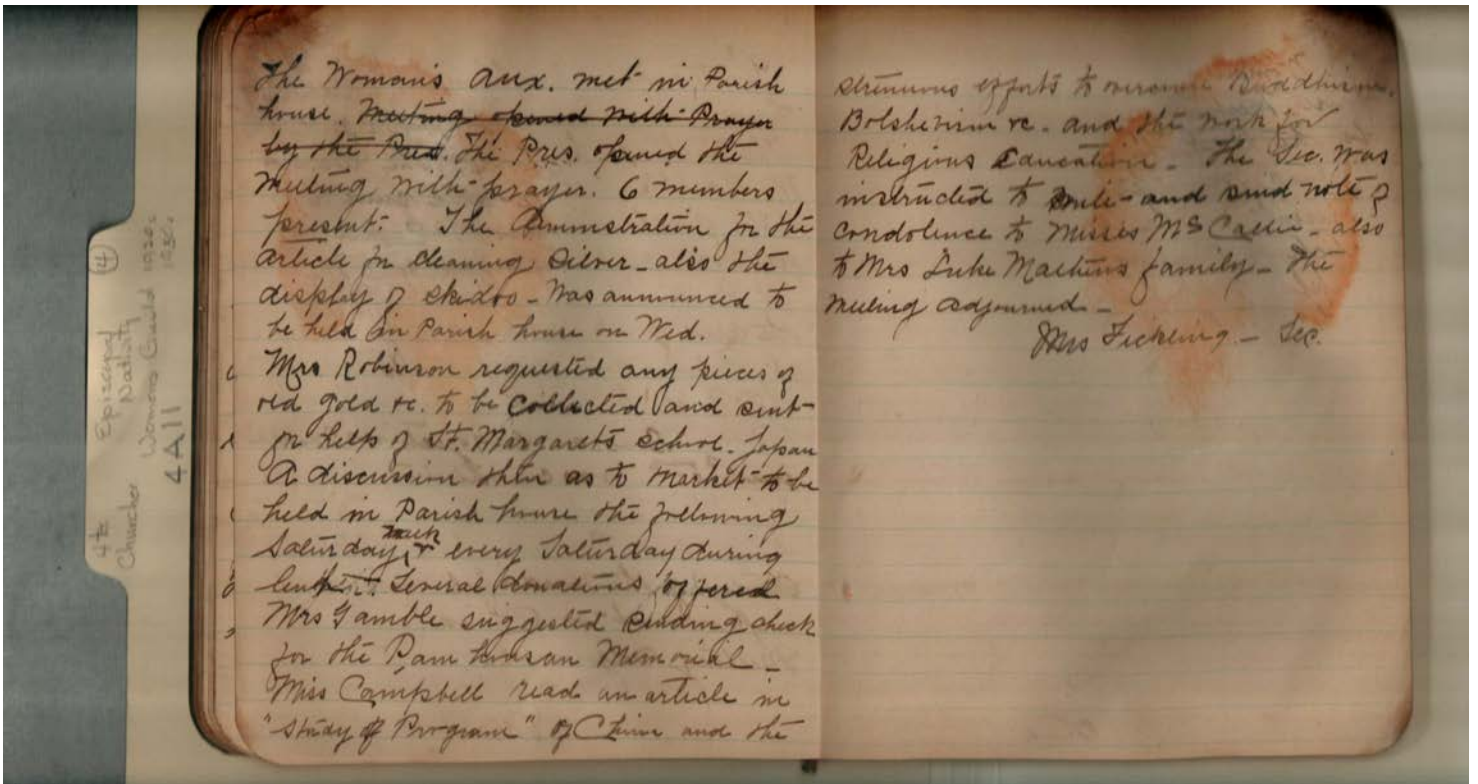 The Woman's Aux. met in Parish
house. Meeting opened with Prayer
by the Pres. The Pres. opened the
meeting with prayer. 6 members
present. The Demonstration for the
article for cleaning Silver - also the
display of skidoo - was announced to
be held in Parish house on Wed.
Mrs Robinson requested any pieces of
old gold &c. to be collected and sent
for help of St. Margaret's school. Japan
A discussion then as to Market to be
held in Parish house the following
Saturday, & every Saturday during
lent. Several donations offered
Mrs Gamble suggested sending check
for the Memorial _
Miss Campbell read an article in
"Study of Program" of China and the
strenuous efforts to overcome Buddhism.
Bolshevism &c. and the work for
Religious Education _ The Sec. was
instructed to write - and send note of
condolence to Misses - also
to Mrs Luke family - The
meeting adjourned _
Mrs Fickling - Sec.
4th Episcopal (4)
Churches Nativity
Womens Guild 1920s
1930s
4A11